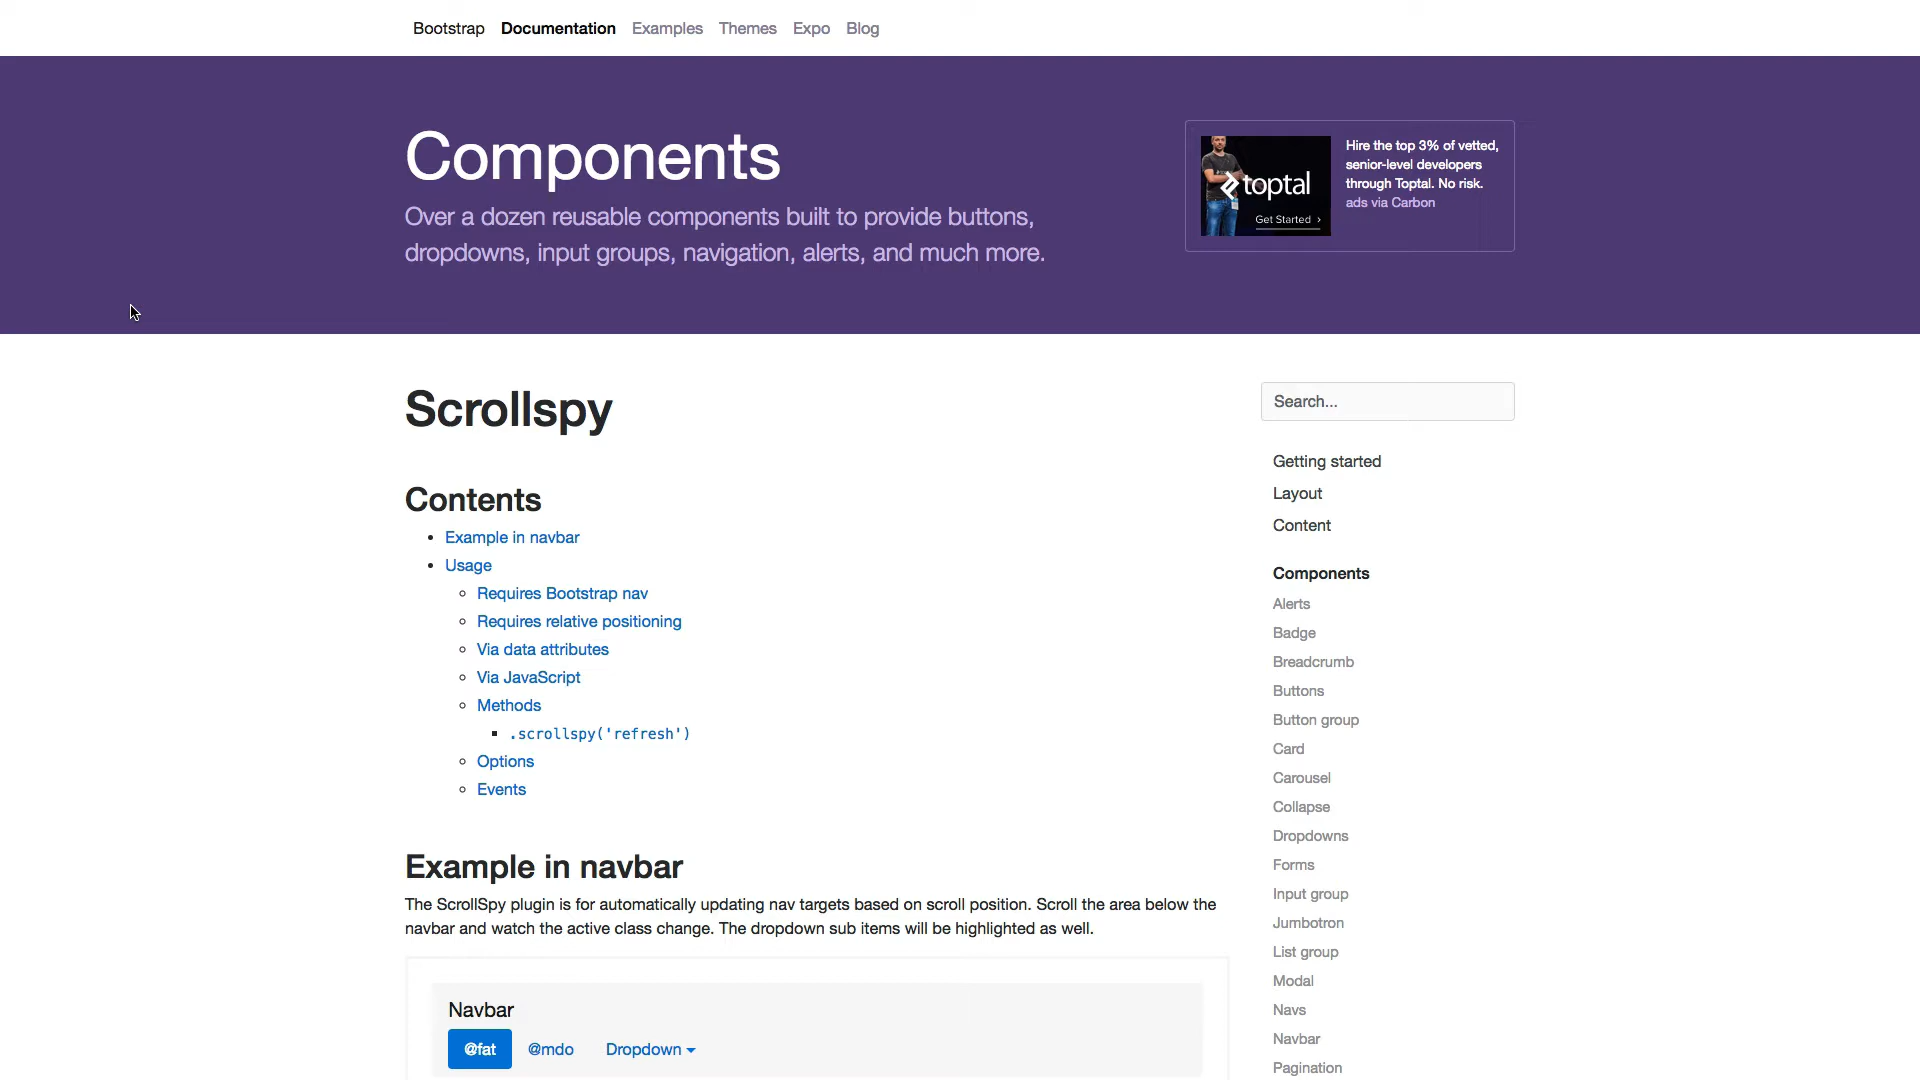 Bootstrap Documentation Examples Themes Expo Blog
Components
Over a dozen reusable components built to provide buttons,
dropdowns, input groups, navigation, alerts, and much more.
toptal
Get Started ›
Hire the top 3% of vetted,
senior-level developers
through Toptal. No risk.
ads via Carbon
Scrollspy
Contents
Example in navbar
Usage
Requires Bootstrap nav
Requires relative positioning
Via data attributes
Via JavaScript
Methods
.scrollspy('refresh')
Options
Events
Example in navbar
The ScrollSpy plugin is for automatically updating nav targets based on scroll position. Scroll the area below the
navbar and watch the active class change. The dropdown sub items will be highlighted as well.
Navbar
@fat @mdo Dropdown
Search...
Getting started
Layout
Content
Components
Alerts
Badge
Breadcrumb
Buttons
Button group
Card
Carousel
Collapse
Dropdowns
Forms
Input group
Jumbotron
List group
Modal
Navs
Navbar
Pagination